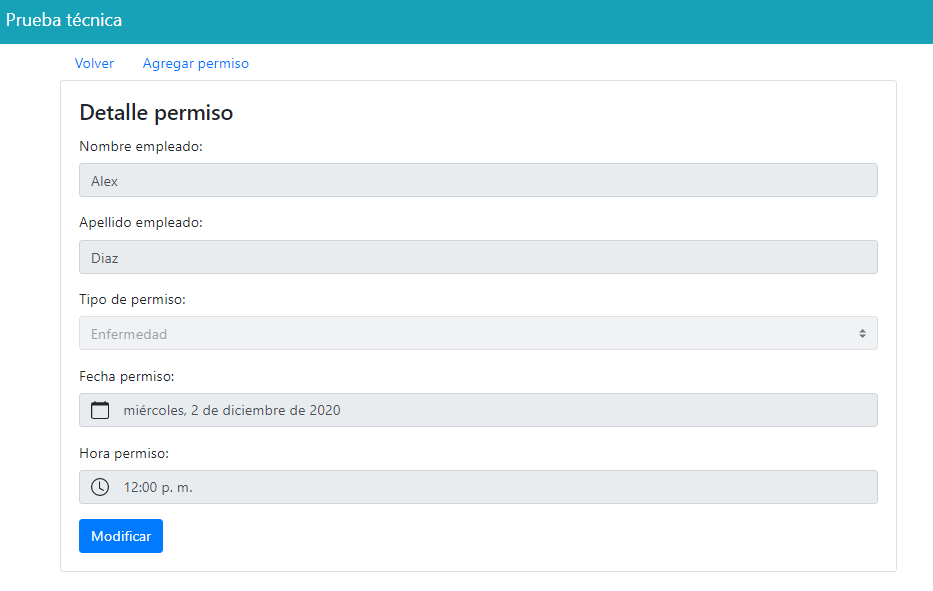 Prueba técnica
Volver Agregar permiso
Detalle permiso
Nombre empleado:
Alex
Apellido empleado:
Diaz
Tipo de permiso:
Enfermedad
Fecha permiso:
miércoles, 2 de diciembre de 2020
Hora permiso:
12:00 p. m.
Modificar